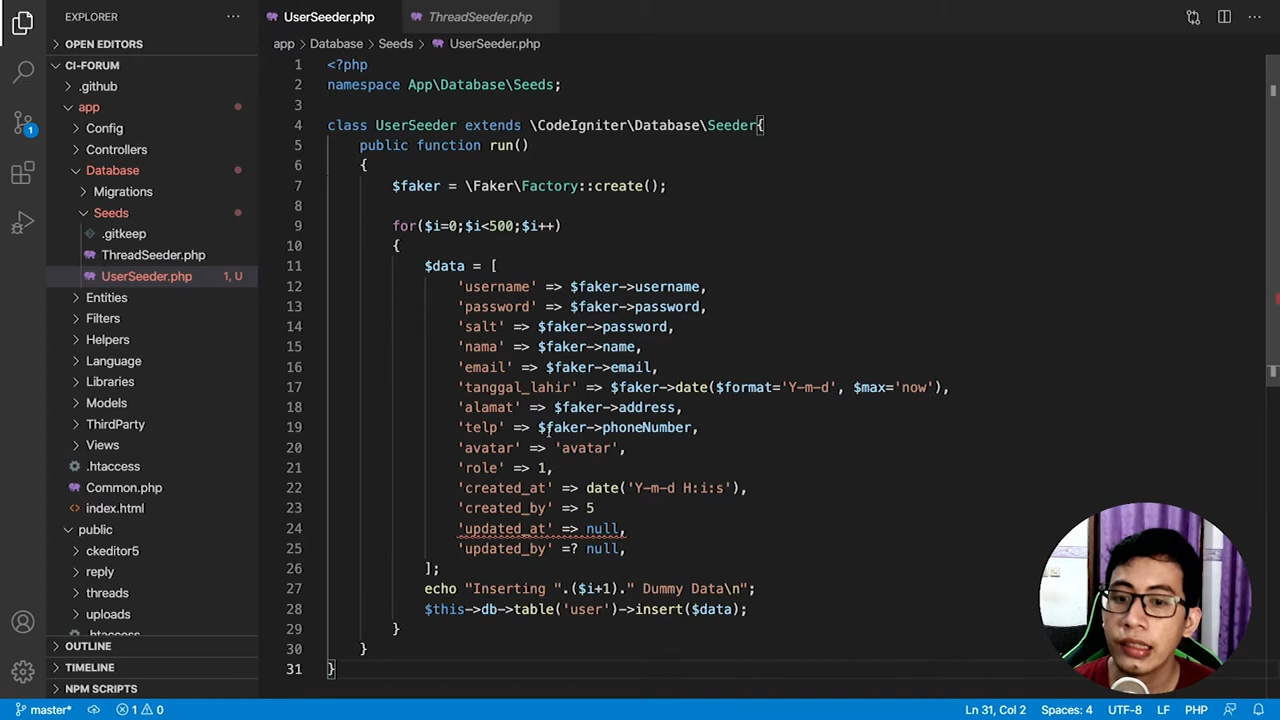 EXPLORER
OPEN EDITORS
CI-FORUM
.github
app
Config
Controllers
Database
Migrations
Seeds
.gitkeep
ThreadSeeder.php
UserSeeder.php 1, U
Entities
Filters
Helpers
Language
Libraries
Models
ThirdParty
Views
.htaccess
Common.php
index.html
public
ckeditor5
reply
threads
uploads
.htaccess
OUTLINE
TIMELINE
NPM SCRIPTS
UserSeeder.php
ThreadSeeder.php
app > Database > Seeds > UserSeeder.php
1 <?php
2 namespace App\Database\Seeds;
3
4 class UserSeeder extends \CodeIgniter\Database\Seeder{
5 public function run()
6 {
7 $faker = \Faker\Factory::create();
8
9 for($i=0;$i<500;$i++)
10 {
11 $data = [
12 'username' => $faker->username,
13 'password' => $faker->password,
14 'salt' => $faker->password,
15 'nama' => $faker->name,
16 'email' => $faker->email,
17 'tanggal_lahir' => $faker->date($format='Y-m-d', $max='now'),
18 'alamat' => $faker->address,
19 'telp' => $faker->phoneNumber,
20 'avatar' => 'avatar',
21 'role' => 1,
22 'created_at' => date('Y-m-d H:i:s'),
23 'created_by' => 5
24 'updated_at' => null,
25 'updated_by' =? null,
26 ];
27 echo "Inserting ".($i+1)." Dummy Data\n";
28 $this->db->table('user')->insert($data);
29 }
30 }
31 }
1
master* 1 0 Ln 31, Col 2 Spaces: 4 UTF-8 LF PHP